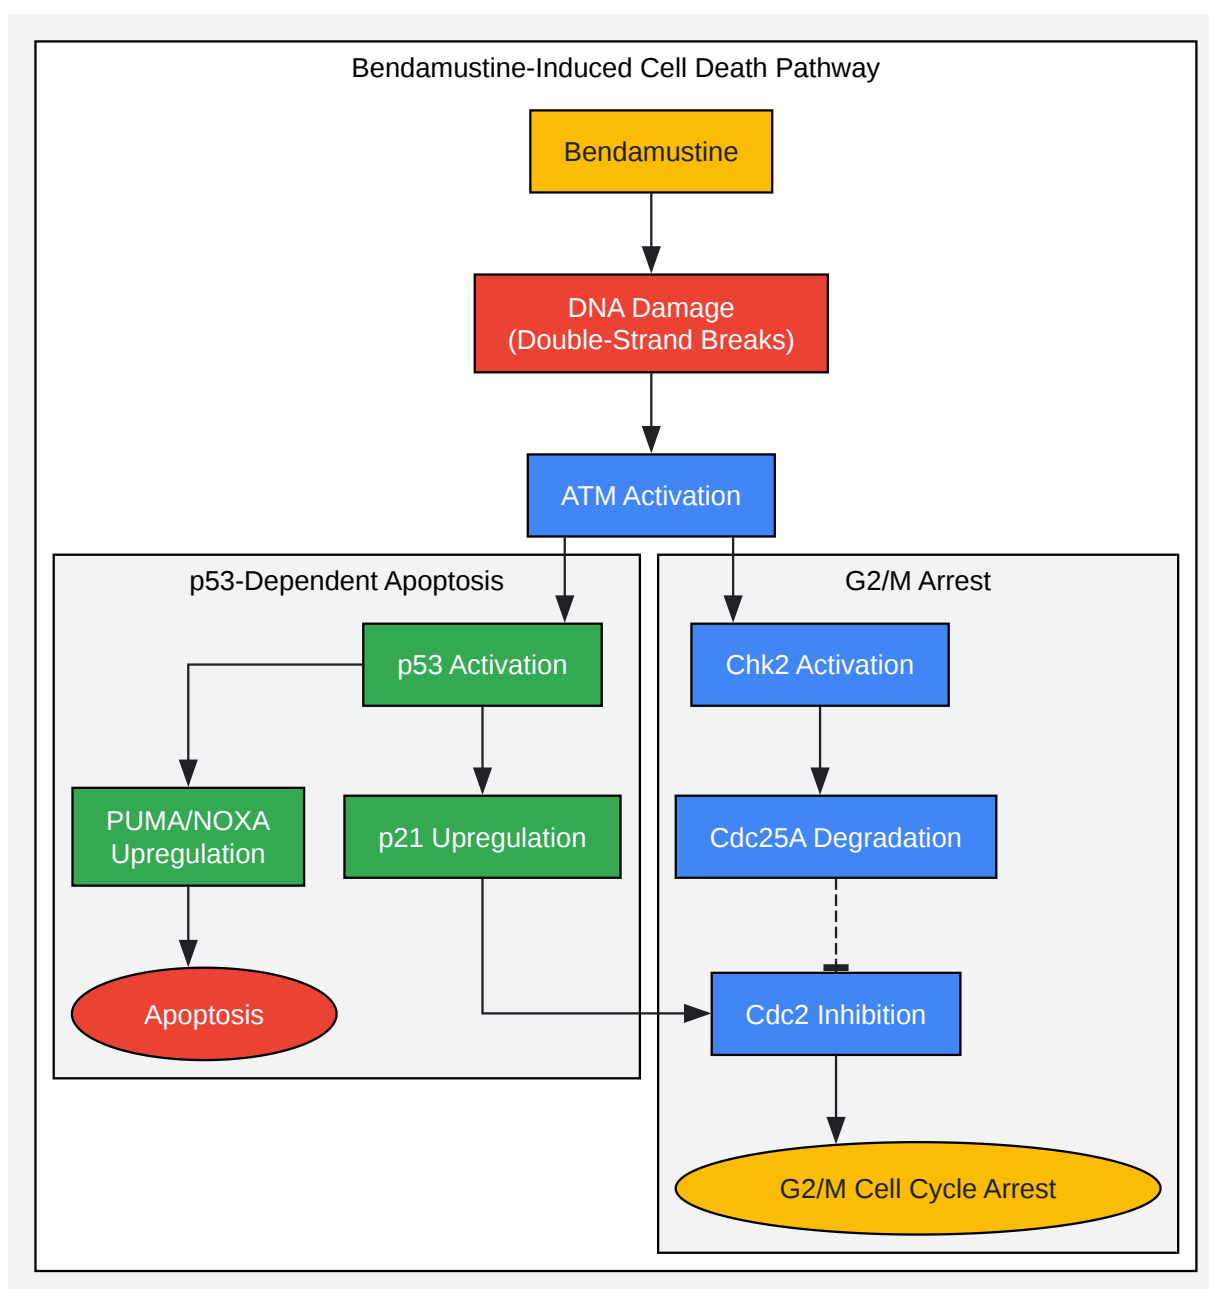 Bendamustine-Induced Cell Death Pathway
Bendamustine
DNA Damage
(Double-Strand Breaks)
ATM Activation
p53-Dependent Apoptosis
p53 Activation
PUMA/NOXA
Upregulation
p21 Upregulation
Apoptosis
G2/M Arrest
Chk2 Activation
Cdc25A Degradation
Cdc2 Inhibition
G2/M Cell Cycle Arrest